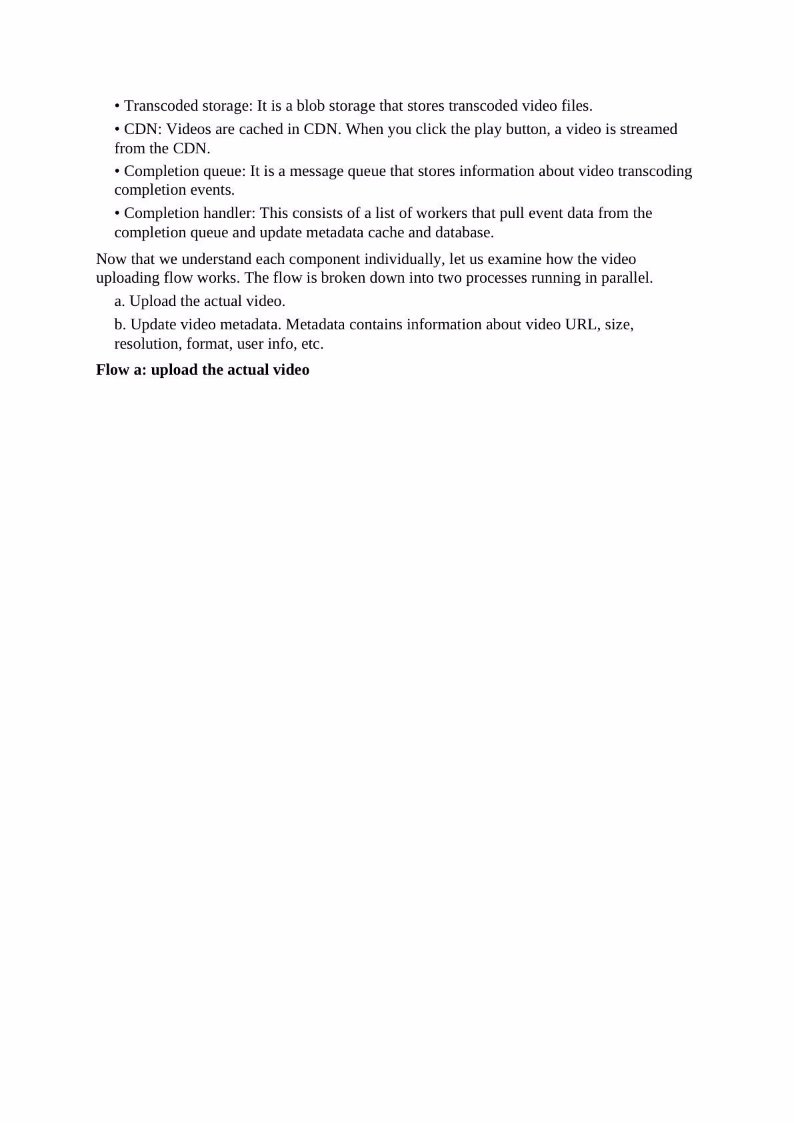 • Transcoded storage: It is a blob storage that stores transcoded video files.
• CDN: Videos are cached in CDN. When you click the play button, a video is streamed
from the CDN.
• Completion queue: It is a message queue that stores information about video transcoding
completion events.
• Completion handler: This consists of a list of workers that pull event data from the
completion queue and update metadata cache and database.
Now that we understand each component individually, let us examine how the video
uploading flow works. The flow is broken down into two processes running in parallel.
a. Upload the actual video.
b. Update video metadata. Metadata contains information about video URL, size,
resolution, format, user info, etc.
Flow a: upload the actual video